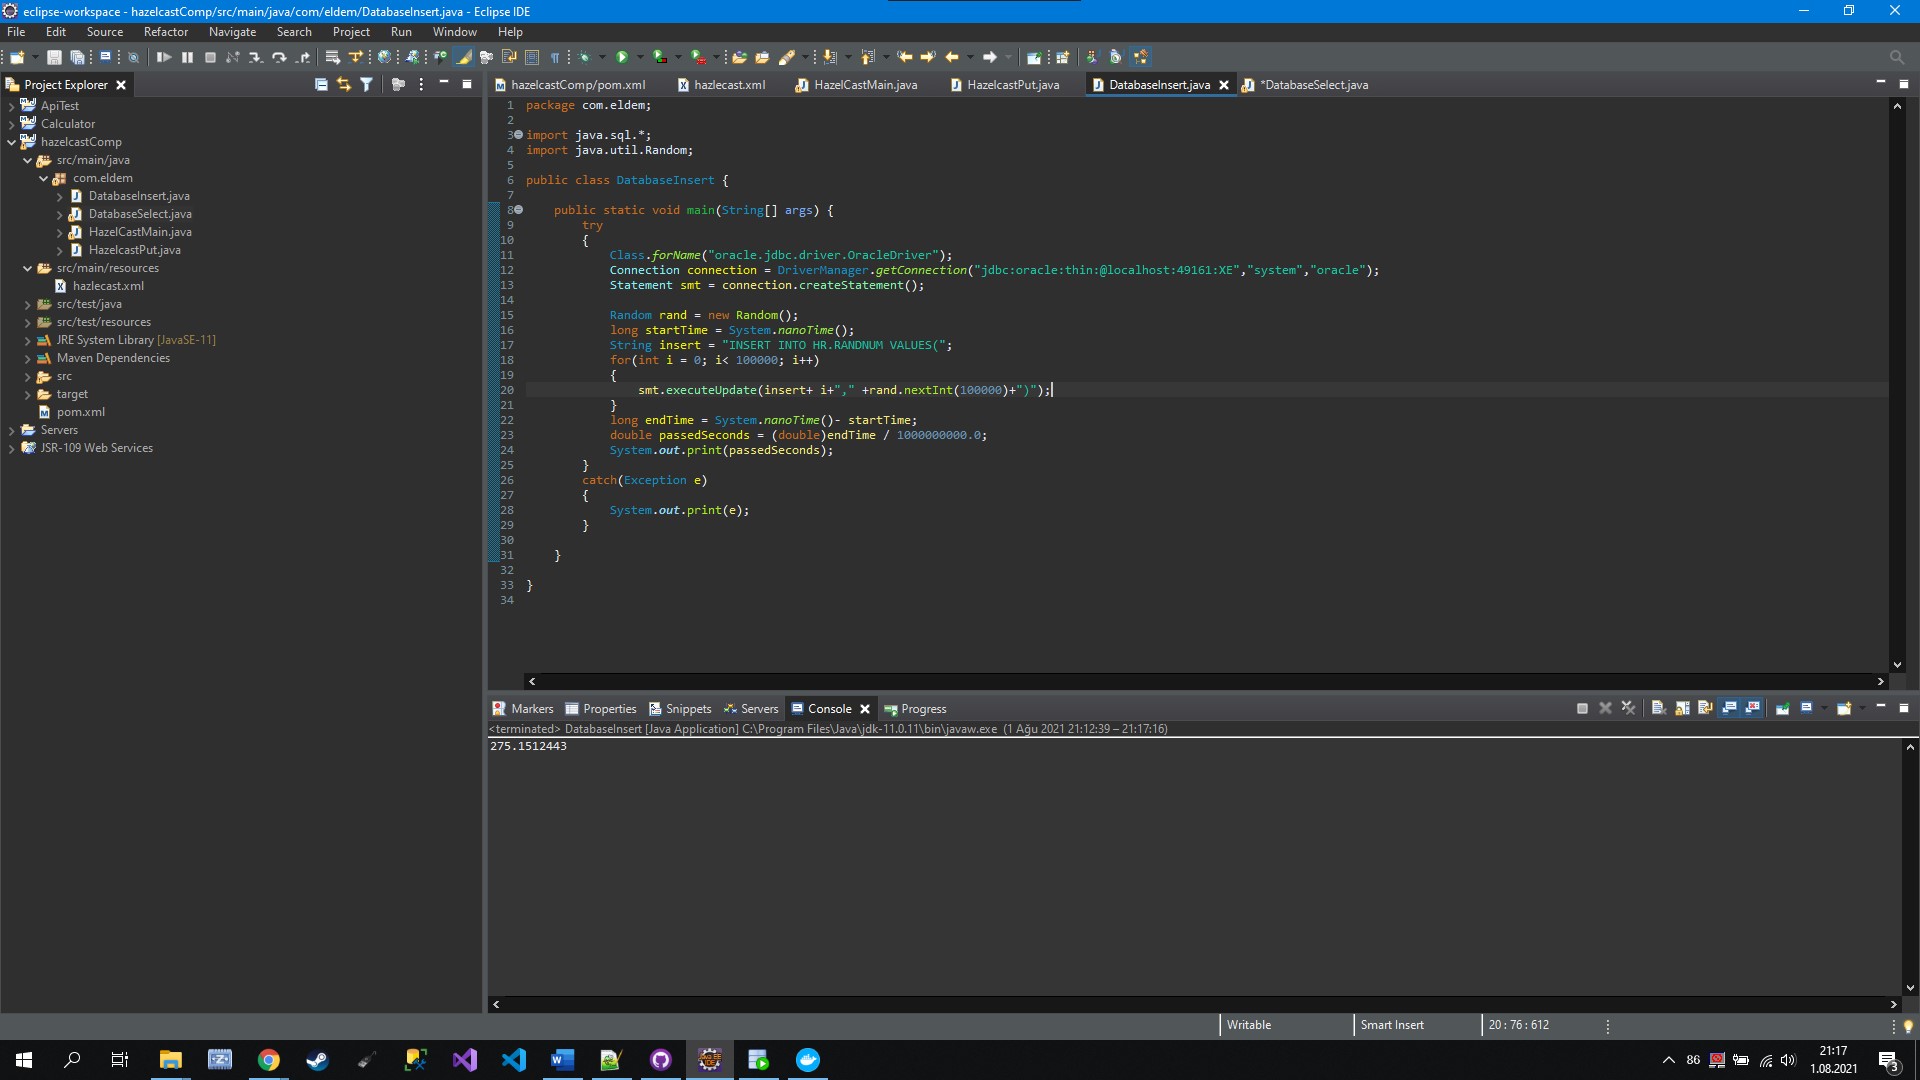 eclipse-workspace - hazelcastComp/src/main/java/com/eldem/DatabaseInsert.java - Eclipse IDE
File Edit Source Refactor Navigate Search Project Run Window Help
Project Explorer
ApiTest
Calculator
hazelcastComp
src/main/java
com.eldem
DatabaseInsert.java
DatabaseSelect.java
HazelCastMain.java
HazelcastPut.java
src/main/resources
hazlecast.xml
src/test/java
src/test/resources
JRE System Library [JavaSE-11]
Maven Dependencies
src
target
pom.xml
Servers
JSR-109 Web Services
hazelcastComp/pom.xml hazlecast.xml HazelCastMain.java HazelcastPut.java DatabaseInsert.java *DatabaseSelect.java
1 package com.eldem;
2
3 import java.sql.*;
4 import java.util.Random;
5
6 public class DatabaseInsert {
7
8 public static void main(String[] args) {
9 try
10 {
11 Class.forName("oracle.jdbc.driver.OracleDriver");
12 Connection connection = DriverManager.getConnection("jdbc:oracle:thin:@localhost:49161:XE","system","oracle");
13 Statement smt = connection.createStatement();
14
15 Random rand = new Random();
16 long startTime = System.nanoTime();
17 String insert = "INSERT INTO HR.RANDNUM VALUES(";
18 for(int i = 0; i< 100000; i++)
19 {
20 smt.executeUpdate(insert+ i+"," +rand.nextInt(100000)+")");
21 }
22 long endTime = System.nanoTime()- startTime;
23 double passedSeconds = (double)endTime / 1000000000.0;
24 System.out.print(passedSeconds);
25 }
26 catch(Exception e)
27 {
28 System.out.print(e);
29 }
30
31 }
32
33 }
34
Markers Properties Snippets Servers Console Progress
<terminated> DatabaseInsert [Java Application] C:\Program Files\Java\jdk-11.0.11\bin\javaw.exe (1 Ağu 2021 21:12:39 – 21:17:16)
275.1512443
Writable Smart Insert 20 : 76 : 612
86
21:17
1.08.2021
3